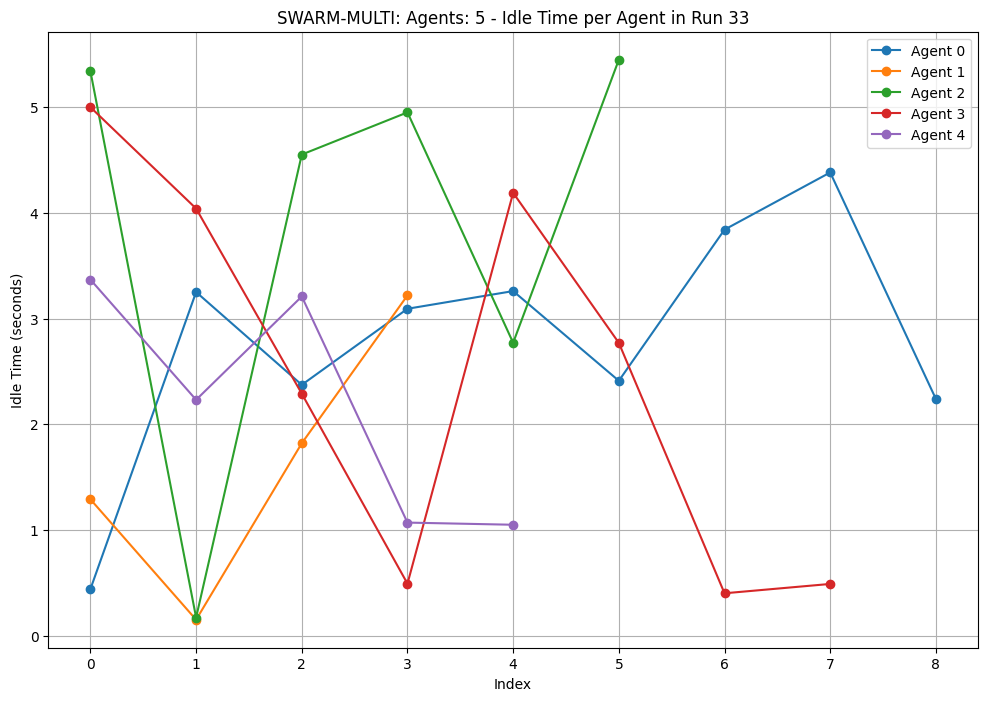 SWARM-MULTI: Agents: 5 - Idle Time per Agent in Run 33
Agent 0
Agent 1
Agent 2
Agent 3
Agent 4
Idle Time (seconds)
5
4
3
2
1
0
0 1 2 3 4 5 6 7 8
Index